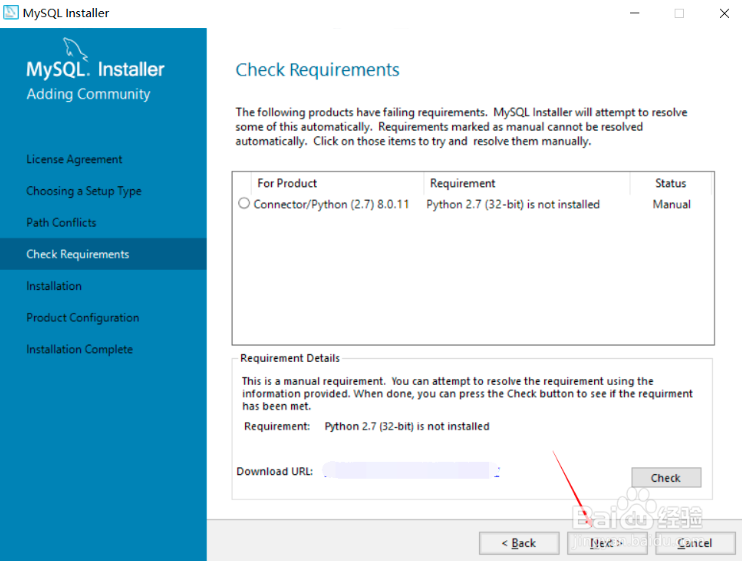 MySQL Installer
MySQL. Installer
Adding Community
License Agreement
Choosing a Setup Type
Path Conflicts
Check Requirements
Installation
Product Configuration
Installation Complete
Check Requirements
The following products have failing requirements. MySQL Installer will attempt to resolve
some of this automatically. Requirements marked as manual cannot be resolved
automatically. Click on those items to try and resolve them manually.
For Product Requirement Status
Connector/Python (2.7) 8.0.11 Python 2.7 (32-bit) is not installed Manual
Requirement Details
This is a manual requirement. You can attempt to resolve the requirement using the
information provided. When done, you can press the Check button to see if the requirment
has been met.
Requirement: Python 2.7 (32-bit) is not installed
Download URL:
Check
Baidu 经验
< Back Next > Cancel